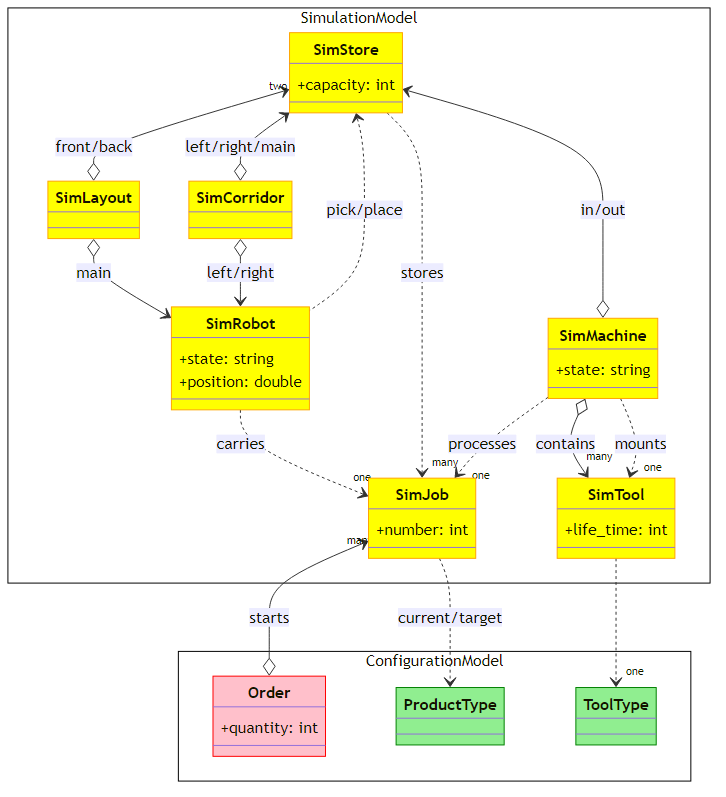 SimulationModel
SimStore
+capacity: int
two
front/back
left/right/main
SimLayout
SimCorridor
pick/place
in/out
main
left/right
stores
SimRobot
+state: string
+position: double
SimMachine
+state: string
carries
processes
contains
mounts
one
many
one
many
one
SimJob
+number: int
SimTool
+life_time: int
man
starts
current/target
ConfigurationModel
one
Order
+quantity: int
ProductType
ToolType